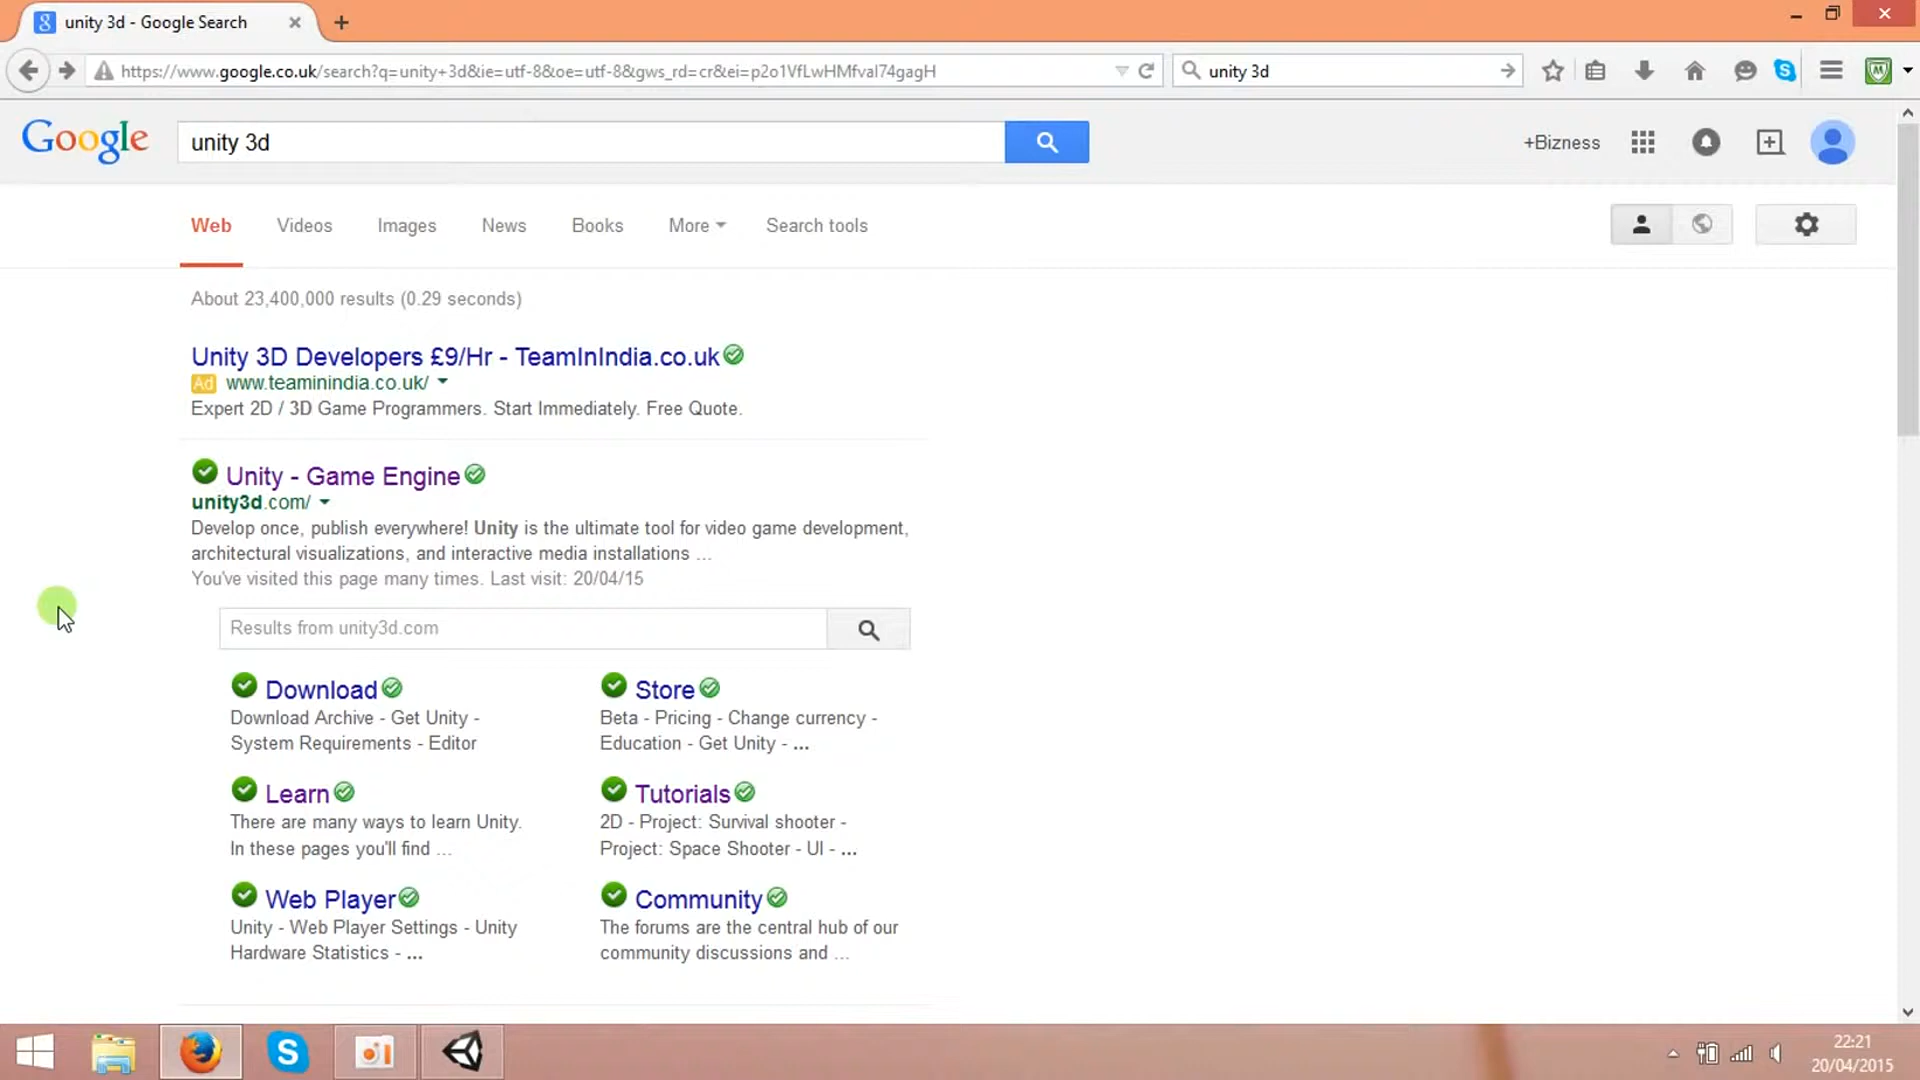 unity 3d - Google Search
https://www.google.co.uk/search?q=unity+3d&ie=utf-8&oe=utf-8&gws_rd=cr&ei=p2o1VfLwHMfval74gagH
unity 3d
Google
unity 3d
+Bizness
Web Videos Images News Books More Search tools
About 23,400,000 results (0.29 seconds)
Unity 3D Developers £9/Hr - TeamInIndia.co.uk
Ad www.teaminindia.co.uk/
Expert 2D / 3D Game Programmers. Start Immediately. Free Quote.
Unity - Game Engine
unity3d.com/
Develop once, publish everywhere! Unity is the ultimate tool for video game development,
architectural visualizations, and interactive media installations ...
You've visited this page many times. Last visit: 20/04/15
Results from unity3d.com
Download
Download Archive - Get Unity -
System Requirements - Editor
Store
Beta - Pricing - Change currency -
Education - Get Unity - ...
Learn
There are many ways to learn Unity.
In these pages you'll find ...
Tutorials
2D - Project: Survival shooter -
Project: Space Shooter - UI - ...
Web Player
Unity - Web Player Settings - Unity
Hardware Statistics - ...
Community
The forums are the central hub of our
community discussions and ...
22:21
20/04/2015